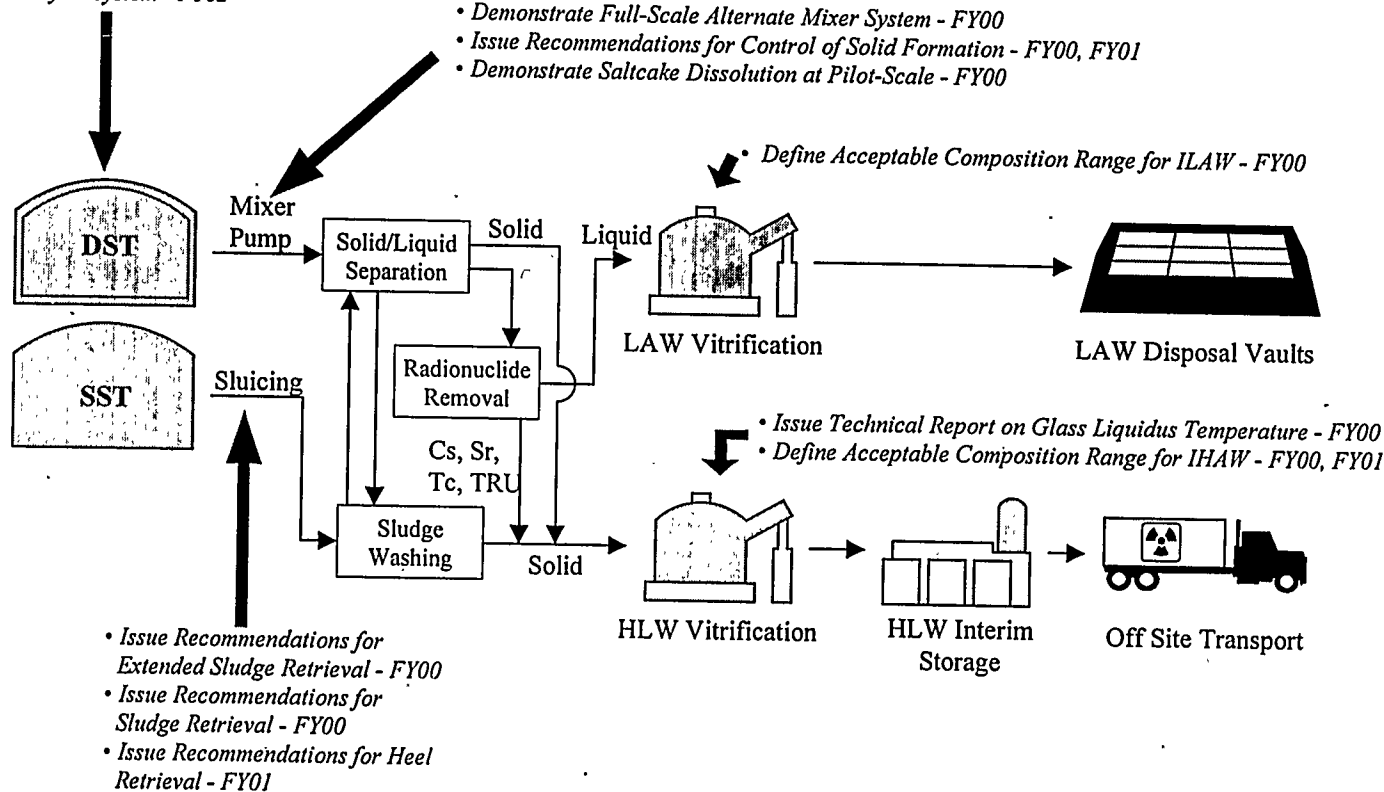 • Demonstrate Full-Scale Alternate Mixer System - FY00
• Issue Recommendations for Control of Solid Formation - FY00, FY01
• Demonstrate Saltcake Dissolution at Pilot-Scale - FY00
• Define Acceptable Composition Range for ILAW - FY00
DST
Mixer
Pump
Solid/Liquid
Separation
Solid
Liquid
LAW Vitrification
LAW Disposal Vaults
SST
Sluicing
Radionuclide
Removal
Cs, Sr,
Tc, TRU
• Issue Technical Report on Glass Liquidus Temperature - FY00
• Define Acceptable Composition Range for IHAW - FY00, FY01
Sludge
Washing
Solid
HLW Vitrification
HLW Interim
Storage
Off Site Transport
• Issue Recommendations for
Extended Sludge Retrieval - FY00
• Issue Recommendations for
Sludge Retrieval - FY00
• Issue Recommendations for Heel
Retrieval - FY01